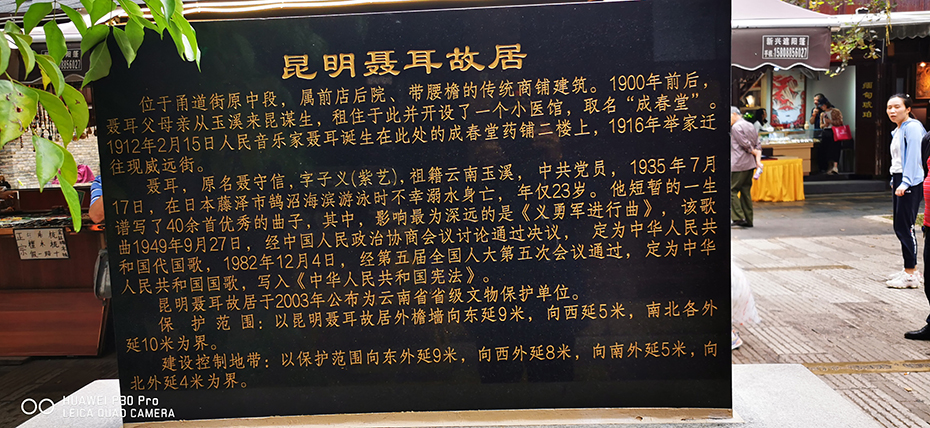 昆明聂耳故居
位于甬道街原中段，属前店后院、带腰檐的传统商铺建筑。1900年前后，
聂耳父母亲从玉溪来昆谋生，租住于此并开设了一个小医馆，取名“成春堂”。
1912年2月15日人民音乐家聂耳诞生在此处的成春堂药铺二楼上，1916年举家迁
往现威远街。
聂耳，原名聂守信，字子义(紫艺)，祖籍云南玉溪，中共党员，1935年7月
17日，在日本藤泽市鹄沼海滨游泳时不幸溺水身亡，年仅23岁。他短暂的一生
谱写了40余首优秀的曲子，其中，影响最为深远的是《义勇军进行曲》，该歌
曲1949年9月27日，经中国人民政治协商会议讨论通过决议，定为中华人民共
和国代国歌，1982年12月4日，经第五届全国人大第五次会议通过，定为中华
人民共和国国歌，写入《中华人民共和国宪法》。
昆明聂耳故居于2003年公布为云南省省级文物保护单位。
保护范围：以昆明聂耳故居外檐墙向东延9米，向西延5米，南北各外
延10米为界。
建设控制地带：以保护范围向东外延9米，向西外延8米，向南外延5米，向
北外延4米为界。
新兴遮阳篷
手机:15808856521
缅甸琥珀
HUAWEI P30 Pro
LEICA QUAD CAMERA